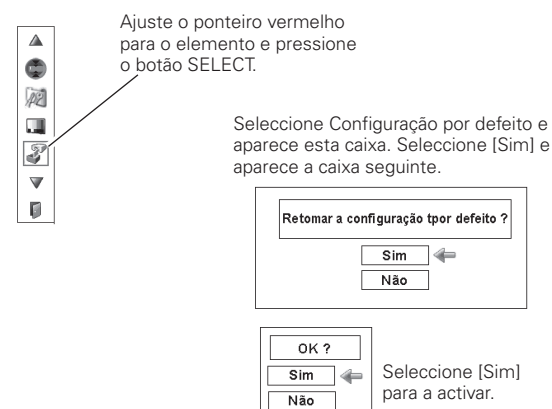 Ajuste o ponteiro vermelho
para o elemento e pressione
o botão SELECT.
Seleccione Configuração por defeito e
aparece esta caixa. Seleccione [Sim] e
aparece a caixa seguinte.
Retomar a configuração tpor defeito ?
Sim
Não
OK ?
Sim
Não
Seleccione [Sim]
para a activar.